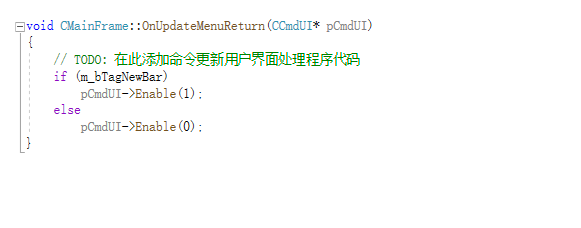 void CMainFrame::OnUpdateMenuReturn(CCmdUI* pCmdUI)
{
// TODO: 在此添加命令更新用户界面处理程序代码
if (m_bTagNewBar)
pCmdUI->Enable(1);
else
pCmdUI->Enable(0);
}